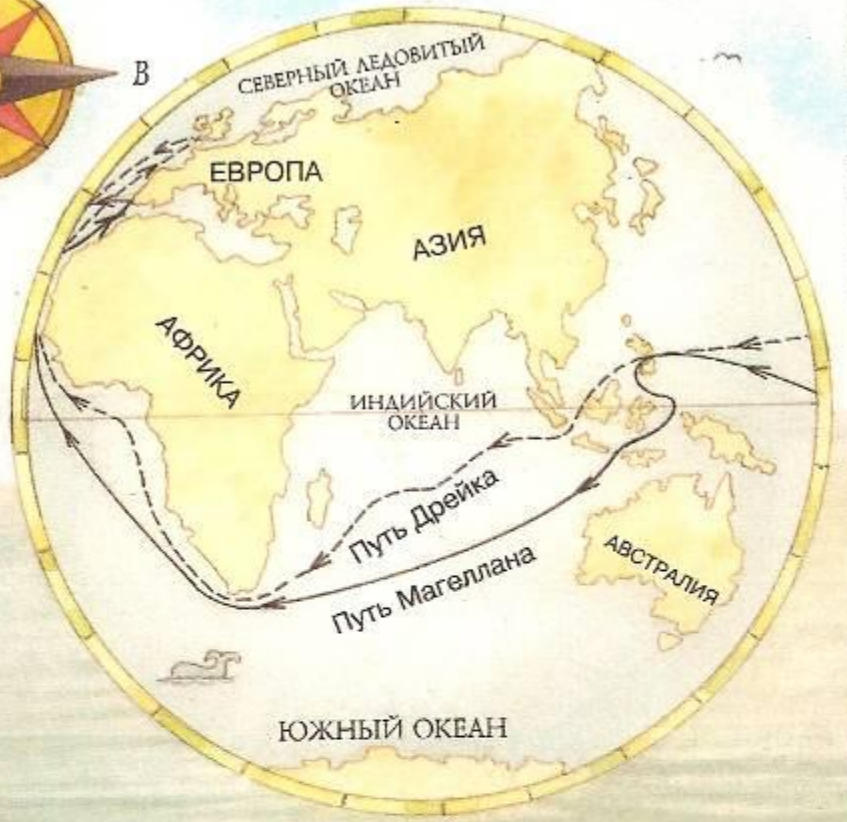 В
СЕВЕРНЫЙ ЛЕДОВИТЫЙ
ОКЕАН
ЕВРОПА
АЗИЯ
АФРИКА
ИНДИЙСКИЙ
ОКЕАН
Путь Дрейка
Путь Магеллана
АВСТРАЛИЯ
ЮЖНЫЙ ОКЕАН